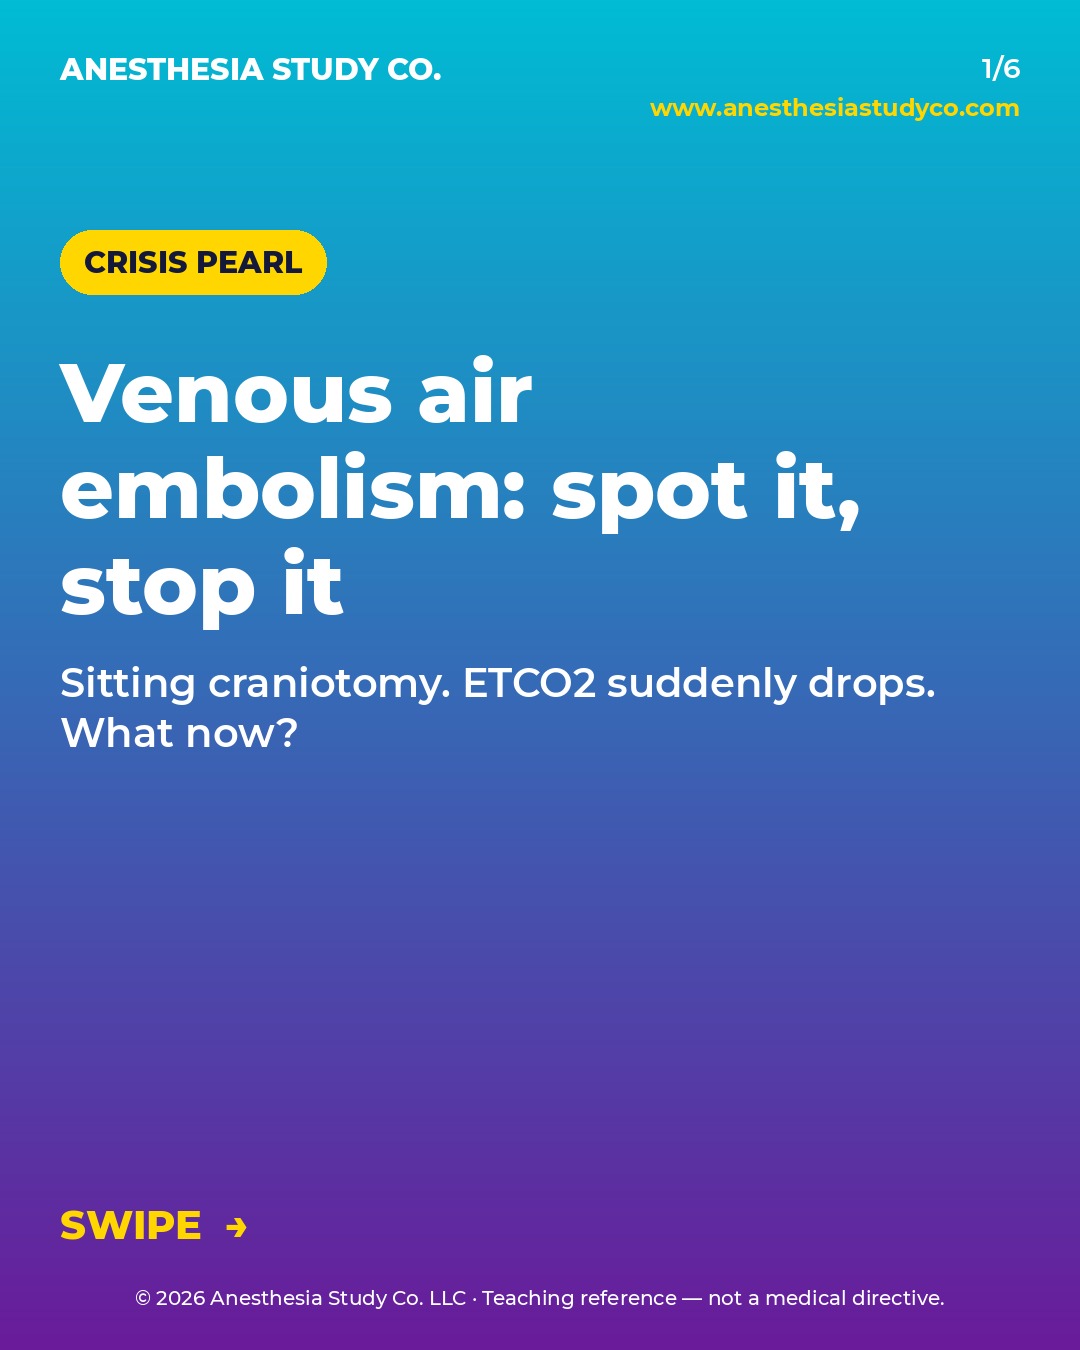 ANESTHESIA STUDY CO.
1/6
www.anesthesiastudyco.com
CRISIS PEARL
Venous air
embolism: spot it,
stop it
Sitting craniotomy. ETCO2 suddenly drops.
What now?
SWIPE →
© 2026 Anesthesia Study Co. LLC · Teaching reference — not a medical directive.